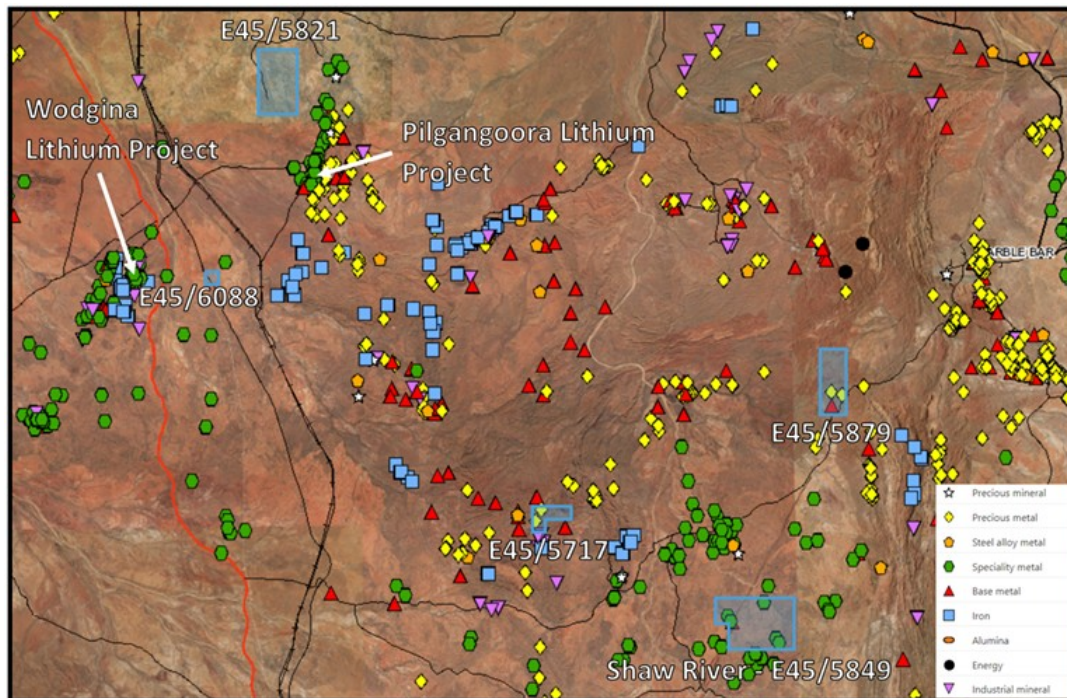 E45/5821
Wodgina
Lithium Project
Pilgangoora Lithium
Project
ARBLE BAR
E45/6088
E45/5879
E45/5717
Shaw River E45/5849
Precious mineral
Precious metal
Steel alloy metal
Speciality metal
Base metal
Iron
Alumina
Energy
Industrial mineral